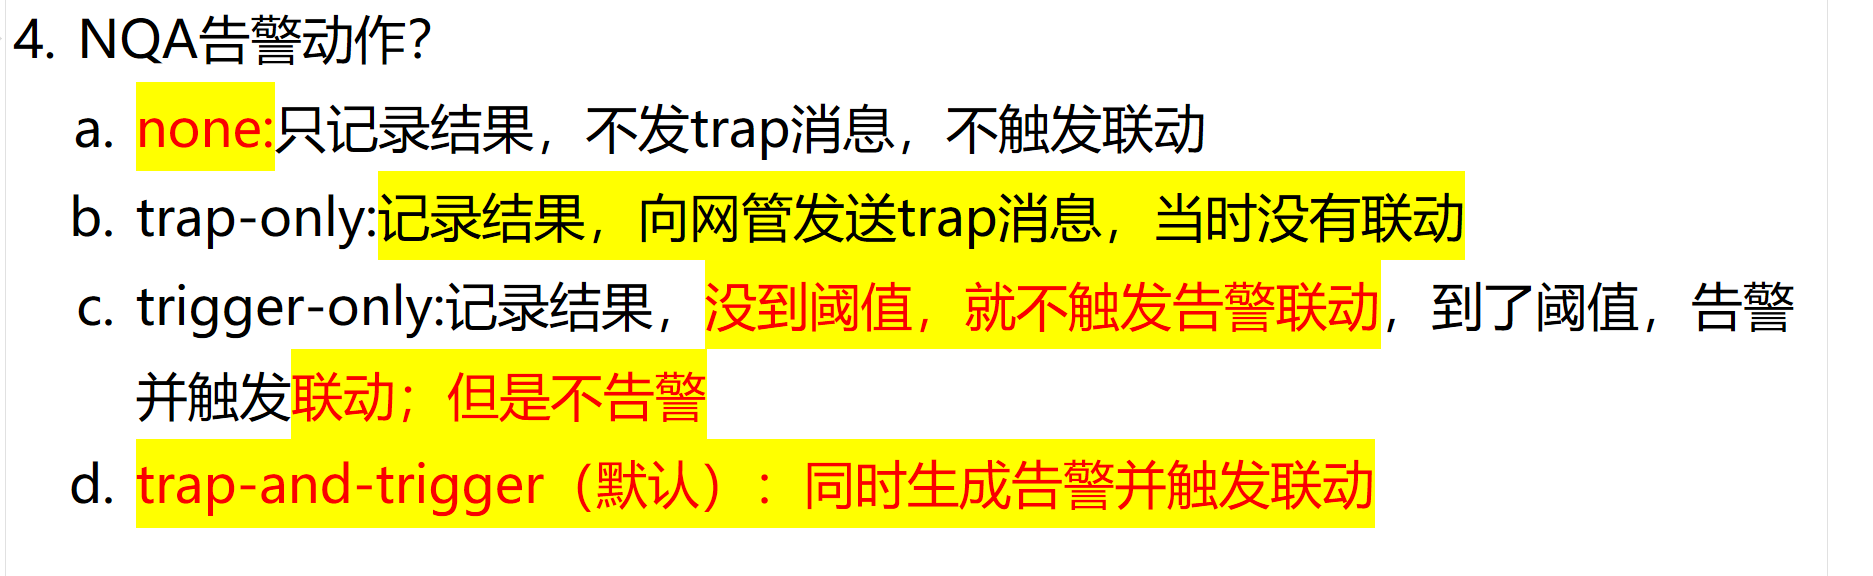 4. NQA告警动作？
a. none:只记录结果，不发trap消息，不触发联动
b. trap-only:记录结果，向网管发送trap消息，当时没有联动
c. trigger-only:记录结果，没到阈值，就不触发告警联动，到了阈值，告警
并触发联动；但是不告警
d. trap-and-trigger（默认）：同时生成告警并触发联动